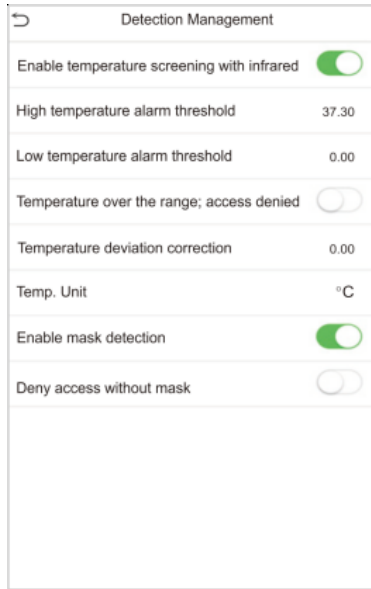 Detection Management
Enable temperature screening with infrared
High temperature alarm threshold 37.30
Low temperature alarm threshold 0.00
Temperature over the range; access denied
Temperature deviation correction 0.00
Temp. Unit °C
Enable mask detection
Deny access without mask